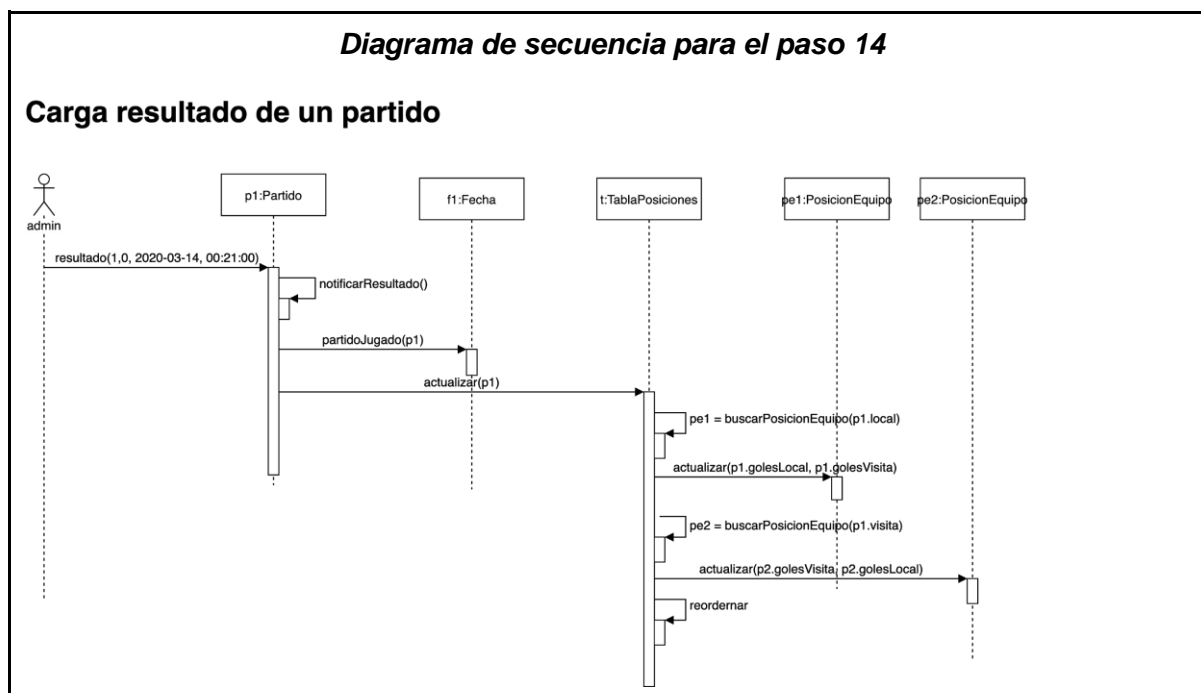 Diagrama de secuencia para el paso 14
Carga resultado de un partido
admin
p1:Partido
f1:Fecha
t:TablaPosiciones
pe1:PosicionEquipo
pe2:PosicionEquipo
resultado(1,0, 2020-03-14, 00:21:00)
notificarResultado()
partidoJugado(p1)
actualizar(p1)
pe1 = buscarPosicionEquipo(p1.local)
actualizar(p1.golesLocal, p1.golesVisita)
pe2 = buscarPosicionEquipo(p1.visita)
actualizar(p2.golesVisita, p2.golesLocal)
reordernar